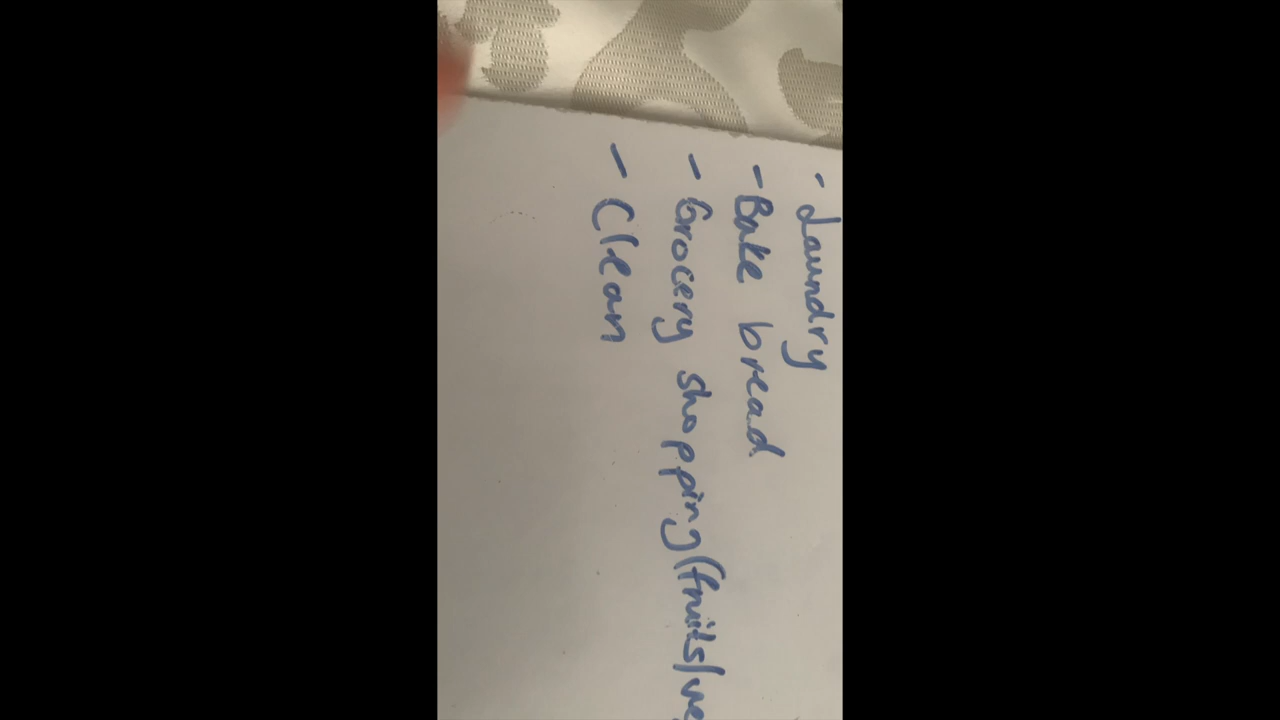 - Laundry
- Bake bread
- Grocery shopping (fruits/ve
- Clean